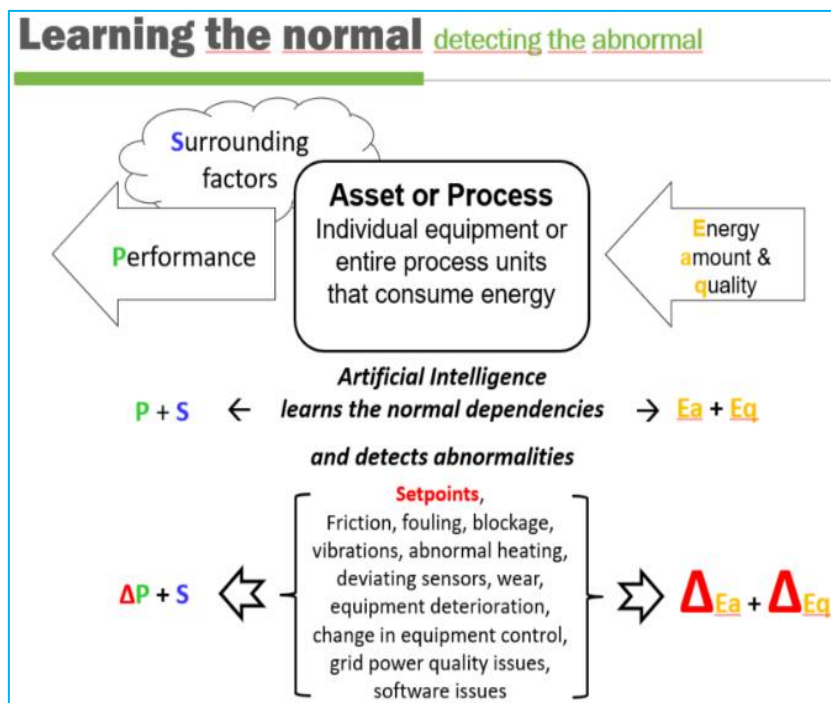 Learning the normal detecting the abnormal
Surrounding
factors
Performance
Asset or Process
Individual equipment or
entire process units
that consume energy
Energy
amount &
quality
Artificial Intelligence
P + S ← learns the normal dependencies → Ea + Eq
and detects abnormalities
Setpoints,
Friction, fouling, blockage,
vibrations, abnormal heating,
deviating sensors, wear,
equipment deterioration,
change in equipment control,
grid power quality issues,
software issues
ΔP + S
ΔEa + ΔEq